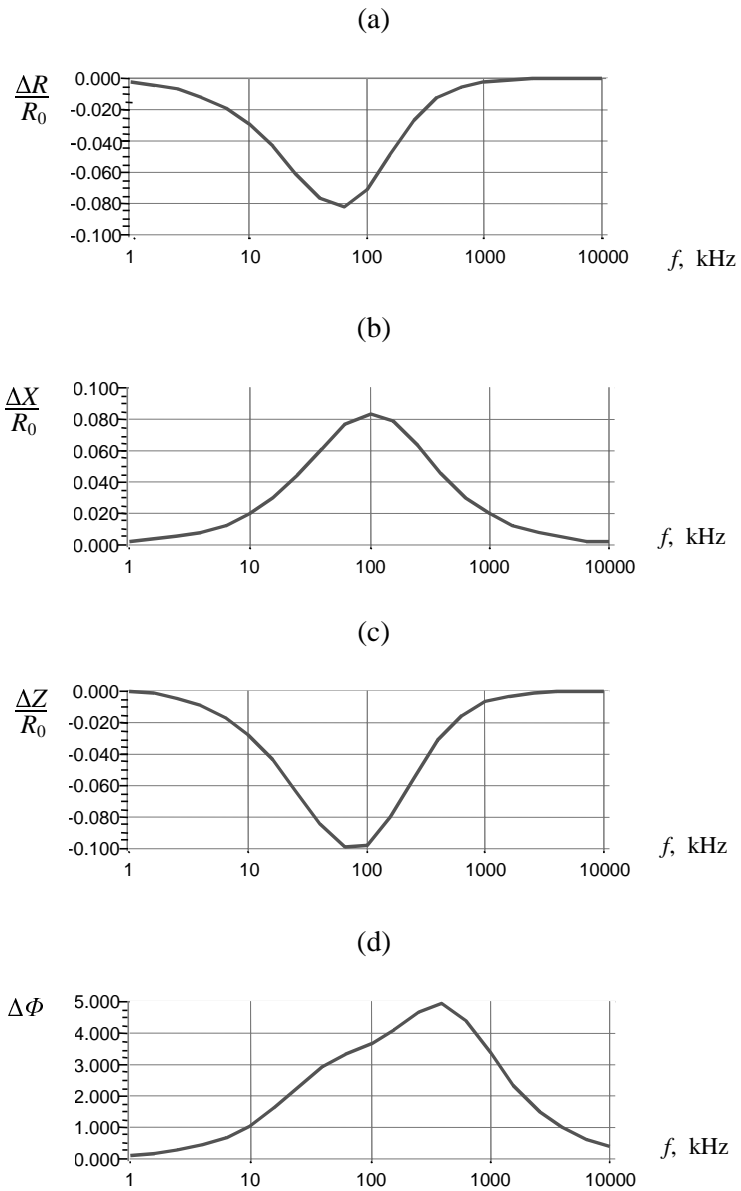 (a)
ΔR
R0
0.000
-0.020
-0.040
-0.060
-0.080
-0.100
1 10 100 1000 10000
f, kHz
(b)
ΔX
R0
0.100
0.080
0.060
0.040
0.020
0.000
1 10 100 1000 10000
f, kHz
(c)
ΔZ
R0
0.000
-0.020
-0.040
-0.060
-0.080
-0.100
1 10 100 1000 10000
f, kHz
(d)
ΔΦ
5.000
4.000
3.000
2.000
1.000
0.000
1 10 100 1000 10000
f, kHz